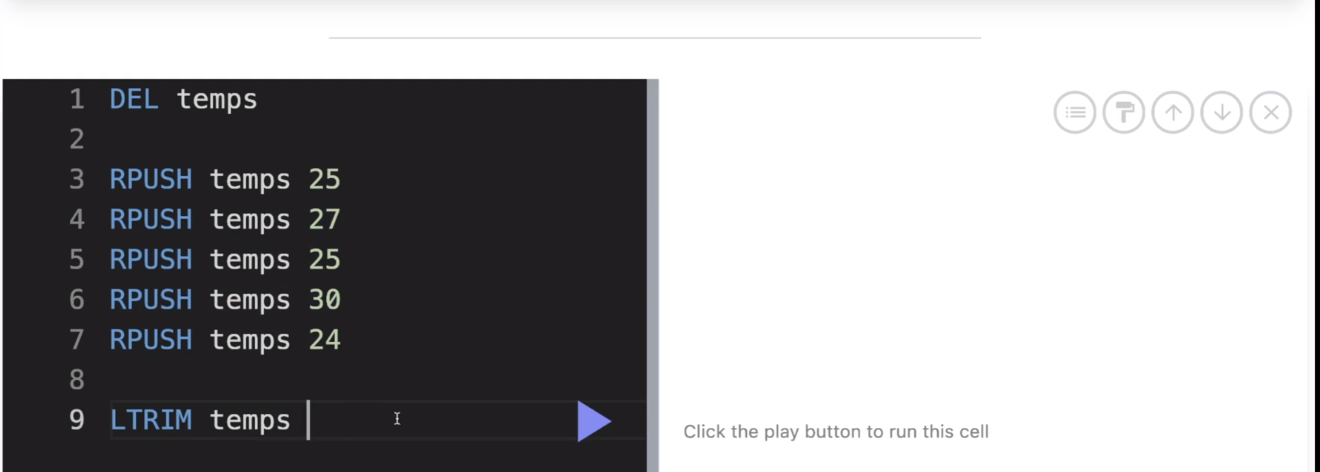 1 DEL temps
2
3 RPUSH temps 25
4 RPUSH temps 27
5 RPUSH temps 25
6 RPUSH temps 30
7 RPUSH temps 24
8
9 LTRIM temps
Click the play button to run this cell